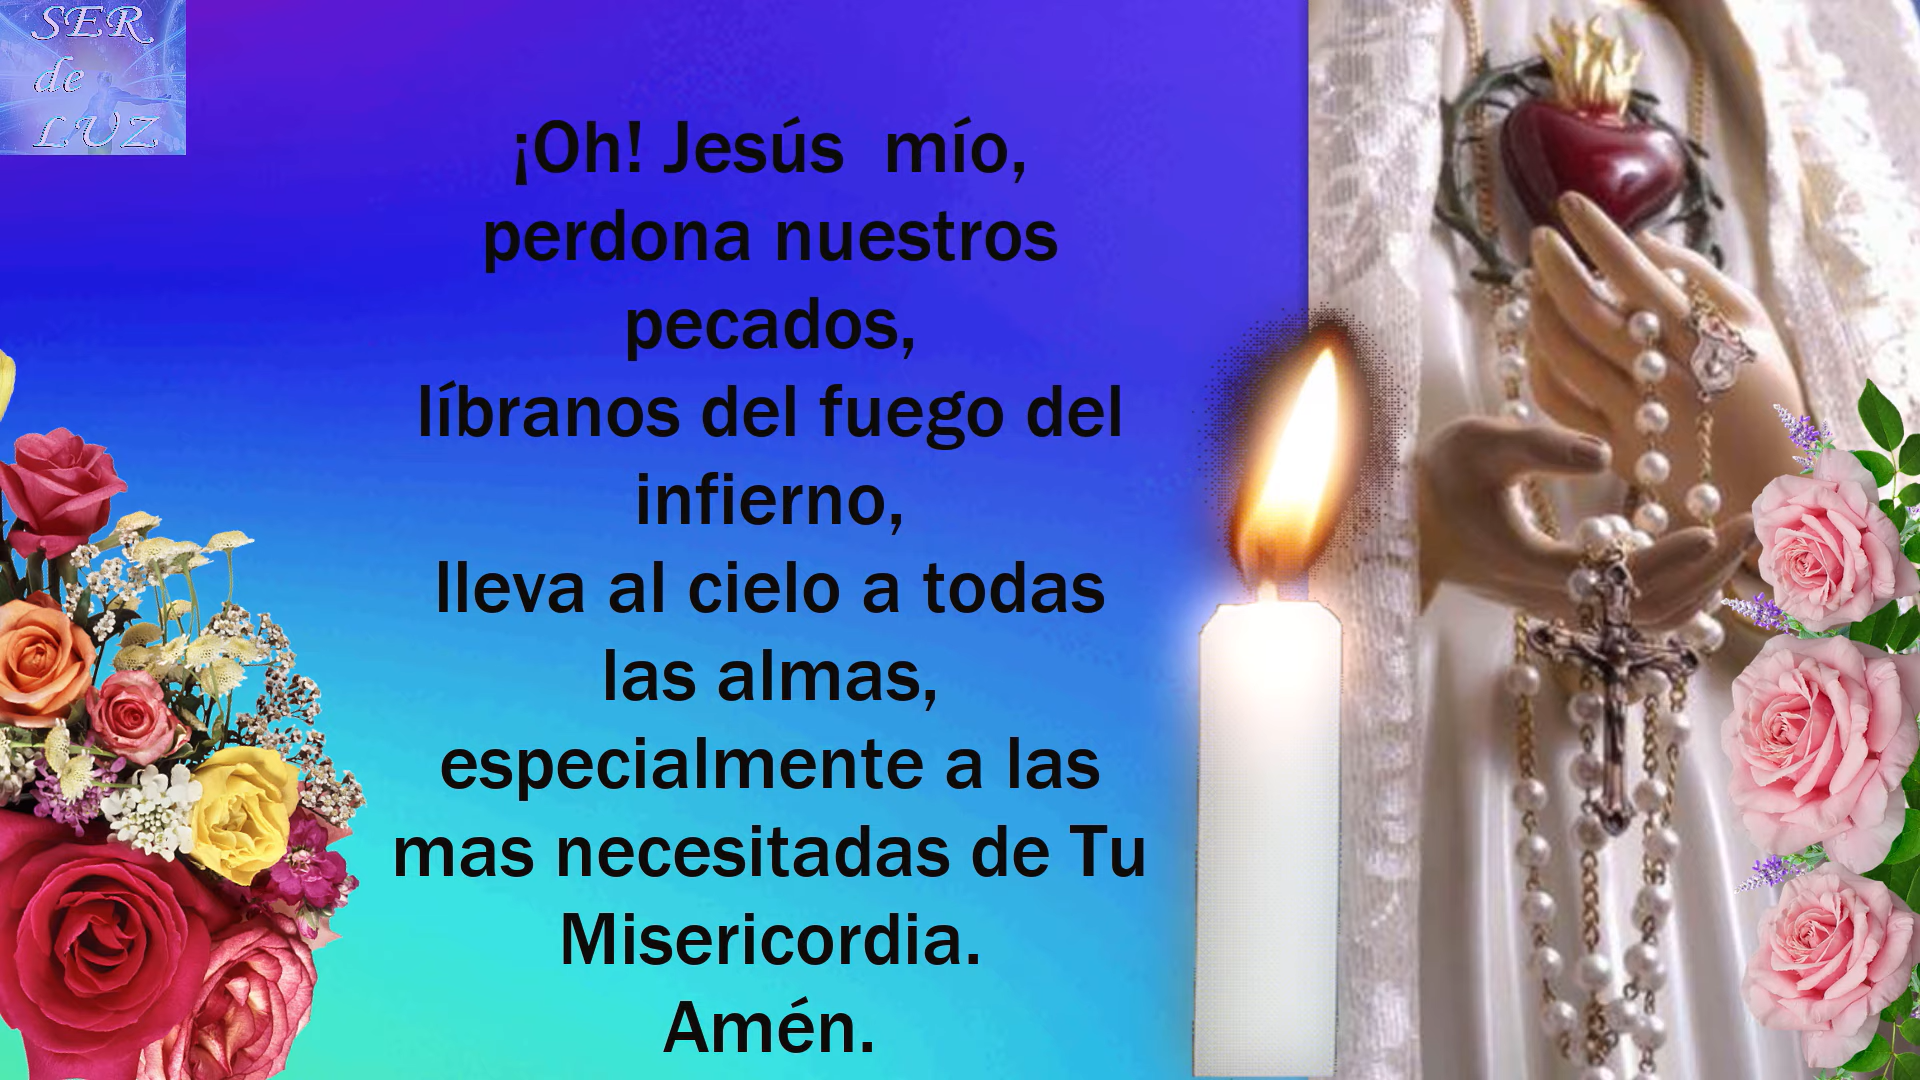 SER
de
LUZ
¡Oh! Jesús  mío,
perdona nuestros
pecados,
líbranos del fuego del
infierno,
lleva al cielo a todas
las almas,
especialmente a las
mas necesitadas de Tu
Misericordia.
Amén.